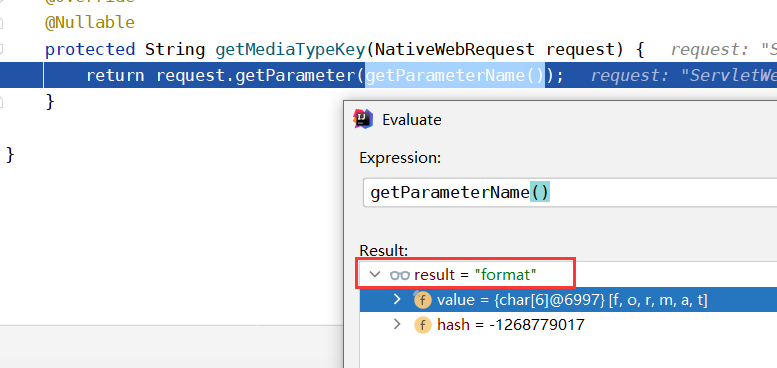 @Override
@Nullable
protected String getMediaTypeKey(NativeWebRequest request) { request: "S
return request.getParameter(getParameterName()); request: "ServletWe
}
}
Evaluate
Expression:
getParameterName()
Result:
result = "format"
f value = {char[6]@6997} [f, o, r, m, a, t]
f hash = -1268779017